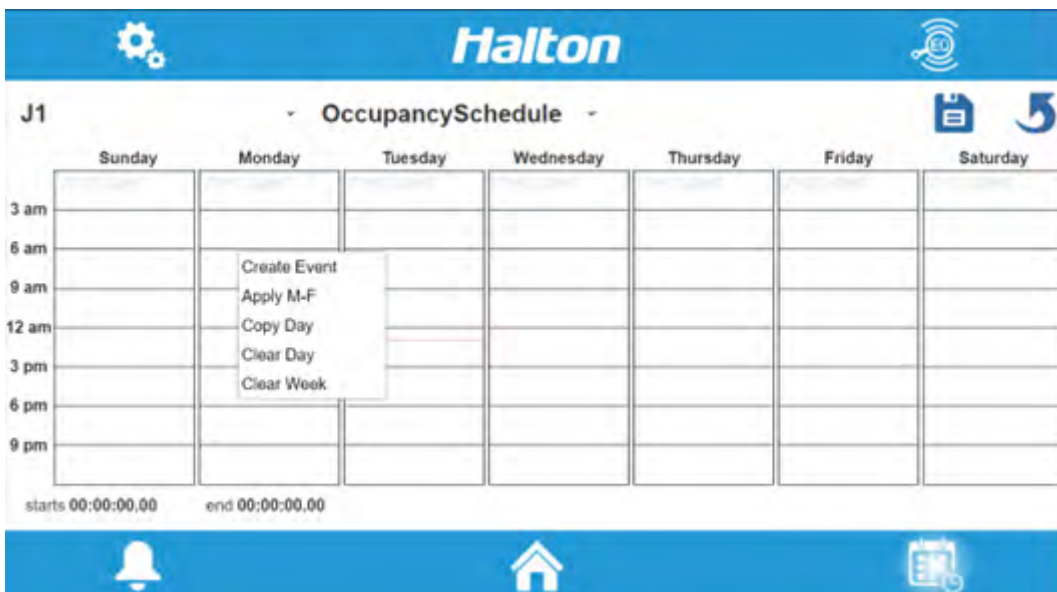 Halton
EQ
J1 OccupancySchedule
Sunday Monday Tuesday Wednesday Thursday Friday Saturday
3 am
6 am
Create Event
9 am
Apply M-F
12 am
Copy Day
Clear Day
3 pm
Clear Week
6 pm
9 pm
starts 00:00:00.00 end 00:00:00.00